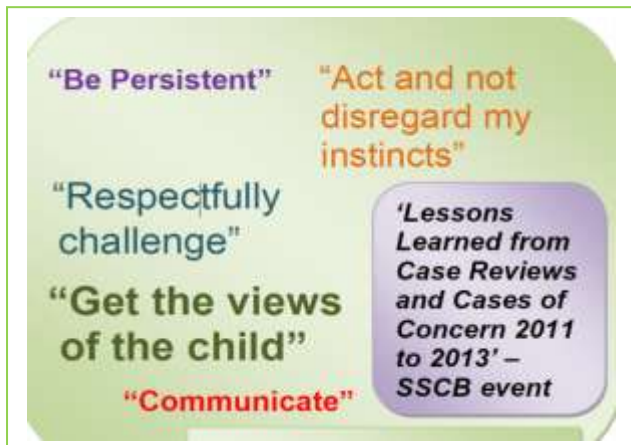 “Be Persistent”
“Act and not
disregard my
instincts”
“Respectfully
challenge”
“Get the views
of the child”
“Communicate”
‘Lessons
Learned from
Case Reviews
and Cases of
Concern 2011
to 2013’ –
SSCB event